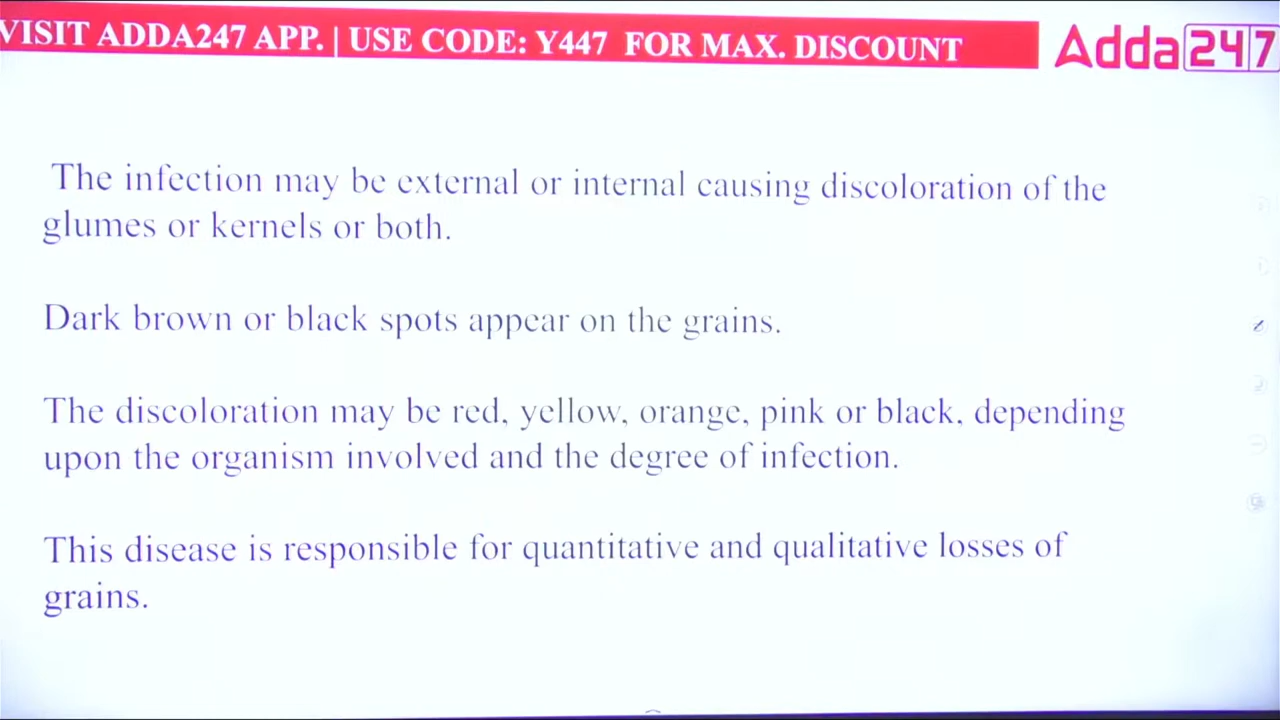 VISIT ADDA247 APP. | USE CODE: Y447 FOR MAX. DISCOUNT
Adda247
The infection may be external or internal causing discoloration of the
glumes or kernels or both.
Dark brown or black spots appear on the grains.
The discoloration may be red, yellow, orange, pink or black, depending
upon the organism involved and the degree of infection.
This disease is responsible for quantitative and qualitative losses of
grains.